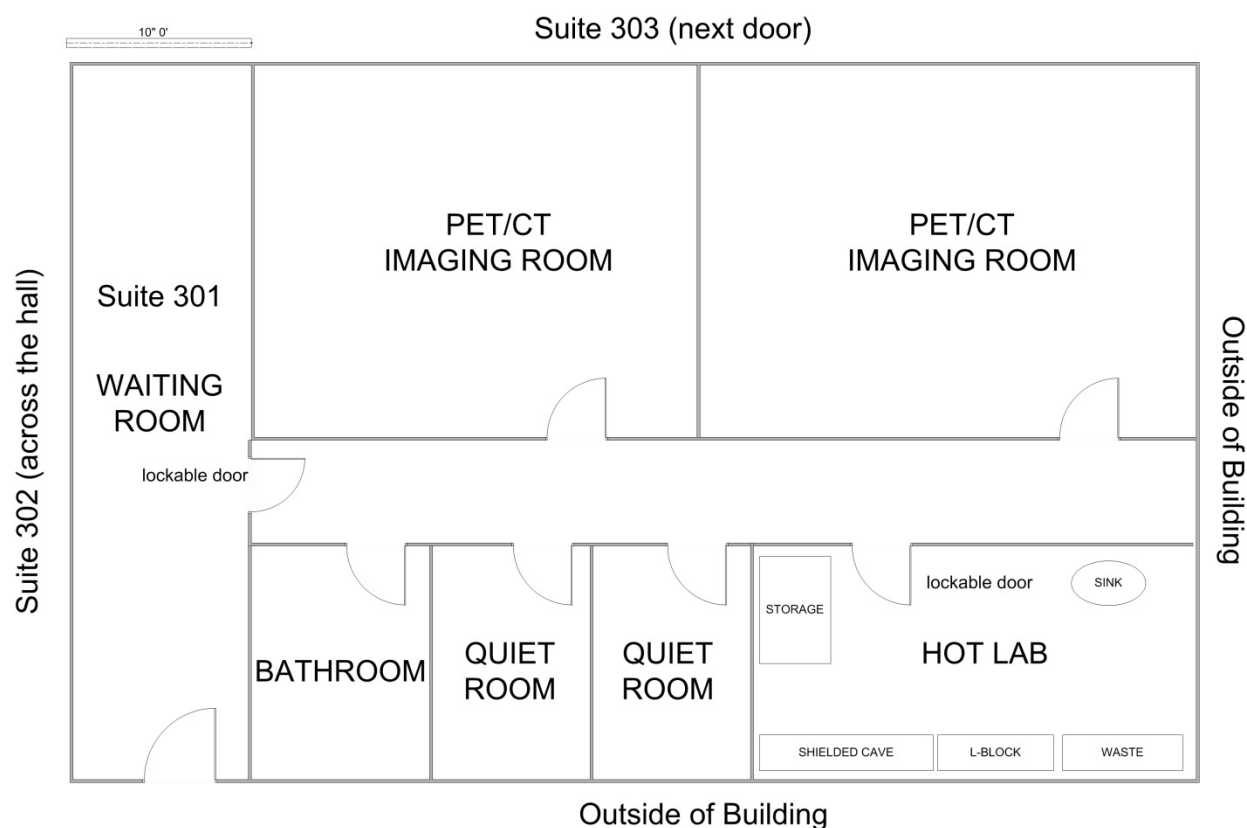 10" 0'
Suite 303 (next door)
PET/CT
IMAGING ROOM
PET/CT
IMAGING ROOM
Suite 301
WAITING
ROOM
Suite 302 (across the hall)
Outside of Building
lockable door
BATHROOM
QUIET
ROOM
QUIET
ROOM
STORAGE
lockable door
SINK
HOT LAB
SHIELDED CAVE
L-BLOCK
WASTE
Outside of Building